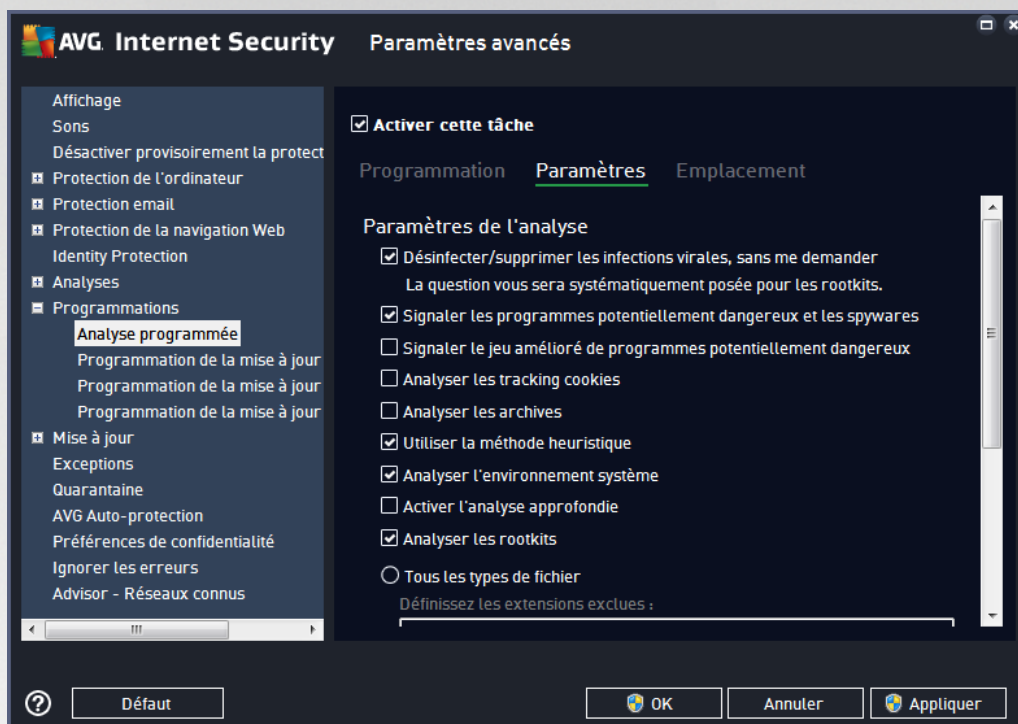 AVG. Internet Security
Paramètres avancés
Affichage
Sons
Désactiver provisoirement la protect
Protection de l'ordinateur
Protection email
Protection de la navigation Web
Identity Protection
Analyses
Programmations
Analyse programmée
Programmation de la mise à jour
Programmation de la mise à jour
Programmation de la mise à jour
Mise à jour
Exceptions
Quarantaine
AVG Auto-protection
Préférences de confidentialité
Ignorer les erreurs
Advisor - Réseaux connus
Activer cette tâche
Programmation Paramètres Emplacement
Paramètres de l'analyse
Désinfecter/supprimer les infections virales, sans me demander
La question vous sera systématiquement posée pour les rootkits.
Signaler les programmes potentiellement dangereux et les spywares
Signaler le jeu amélioré de programmes potentiellement dangereux
Analyser les tracking cookies
Analyser les archives
Utiliser la méthode heuristique
Analyser l'environnement système
Activer l'analyse approfondie
Analyser les rootkits
Tous les types de fichier
Définissez les extensions exclues :
? Défaut OK Annuler Appliquer